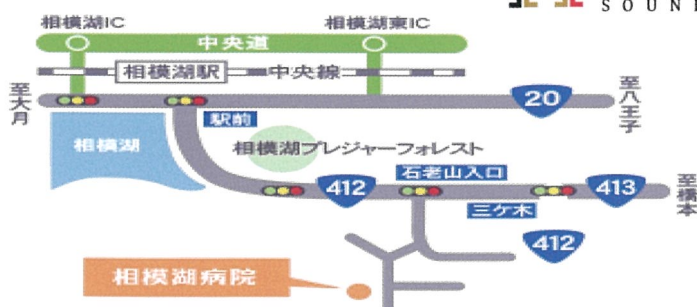 SOUN
相模湖IC
相模湖東IC
中央道
相模湖駅
中央線
至大月
20
至八王子
駅前
相模湖
相模湖プレジャーフォレスト
石老山入口
412
413
至橋本
三ケ木
412
相模湖病院